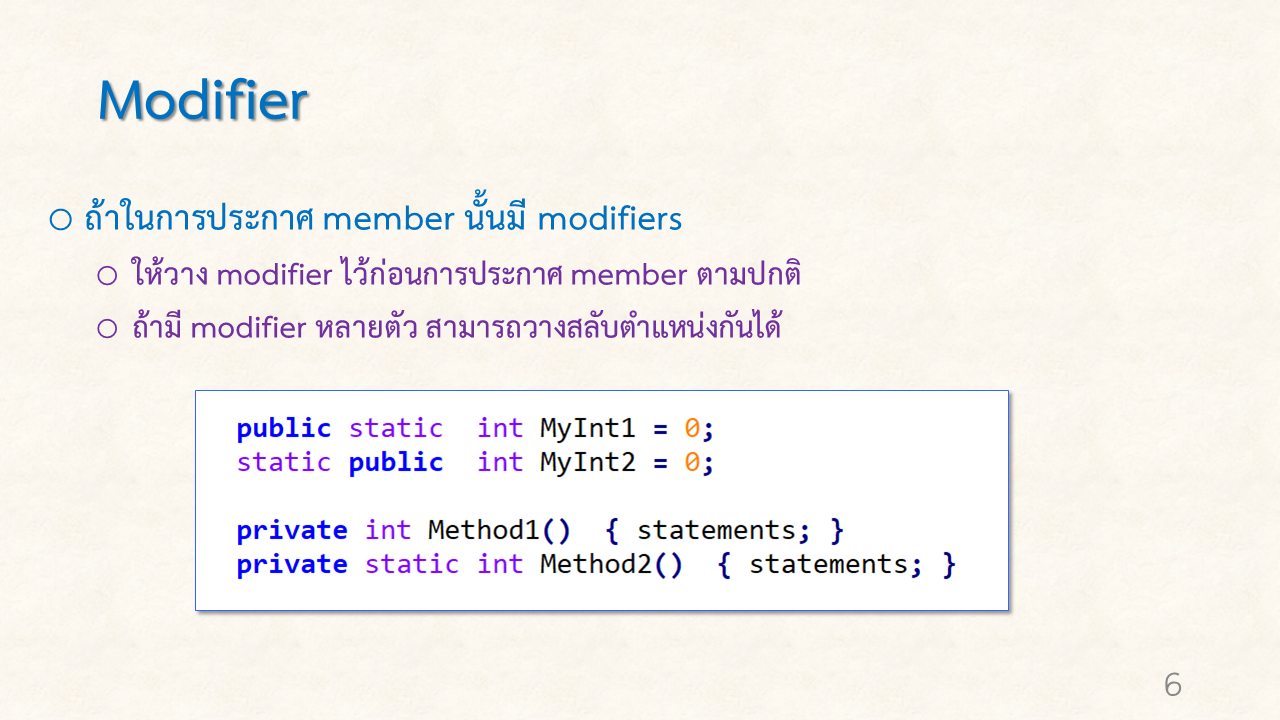 Modifier
ถ้าในการประกาศ member นั้นมี modifiers
ให้วาง modifier ไว้ก่อนการประกาศ member ตามปกติ
ถ้ามี modifier หลายตัว สามารถวางสลับตำแหน่งกันได้
public static  int MyInt1 = 0;
static public  int MyInt2 = 0;
private int Method1()  { statements; }
private static int Method2()  { statements; }
6